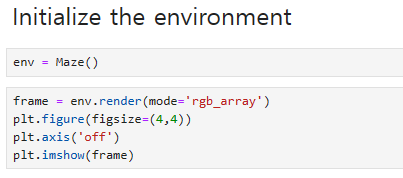 Initialize the environment
env = Maze()
frame = env.render(mode='rgb_array')
plt.figure(figsize=(4,4))
plt.axis('off')
plt.imshow(frame)